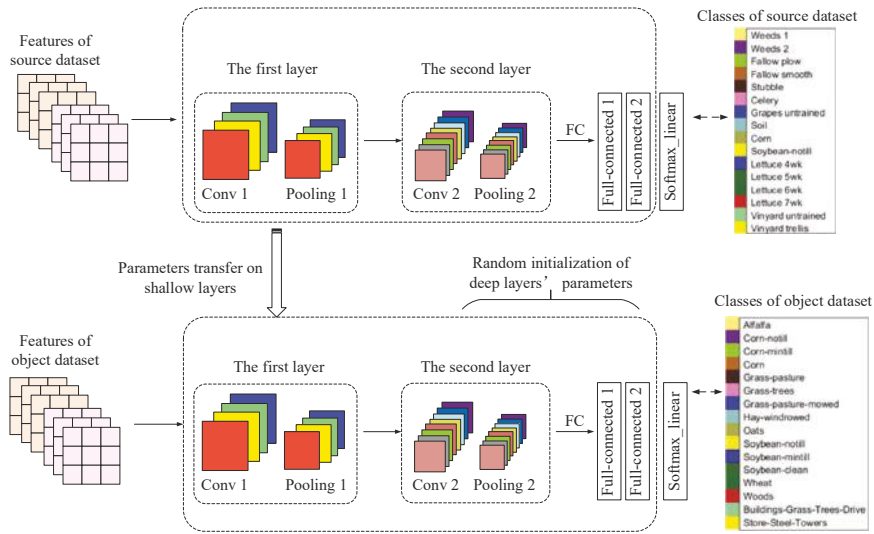 Features of
source dataset
The first layer
Conv 1
Pooling 1
The second layer
Conv 2
Pooling 2
FC
Full-connected 1
Full-connected 2
Softmax_linear
Classes of source dataset
Weeds 1
Weeds 2
Fallow plow
Fallow smooth
Stubble
Celery
Grapes untrained
Soil
Corn
Soybean-notill
Lettuce 4wk
Lettuce 5wk
Lettuce 6wk
Lettuce 7wk
Vinyard untrained
Vinyard trellis
Parameters transfer on
shallow layers
Random initialization of
deep layers’ parameters
Features of
object dataset
The first layer
Conv 1
Pooling 1
The second layer
Conv 2
Pooling 2
FC
Full-connected 1
Full-connected 2
Softmax_linear
Classes of object dataset
Alfalfa
Corn-notill
Corn-mintill
Corn
Grass-pasture
Grass-trees
Grass-pasture-mowed
Hay-windrowed
Oats
Soybean-notill
Soybean-mintill
Soybean-clean
Wheat
Woods
Buildings-Grass-Trees-Drive
Store-Steel-Towers